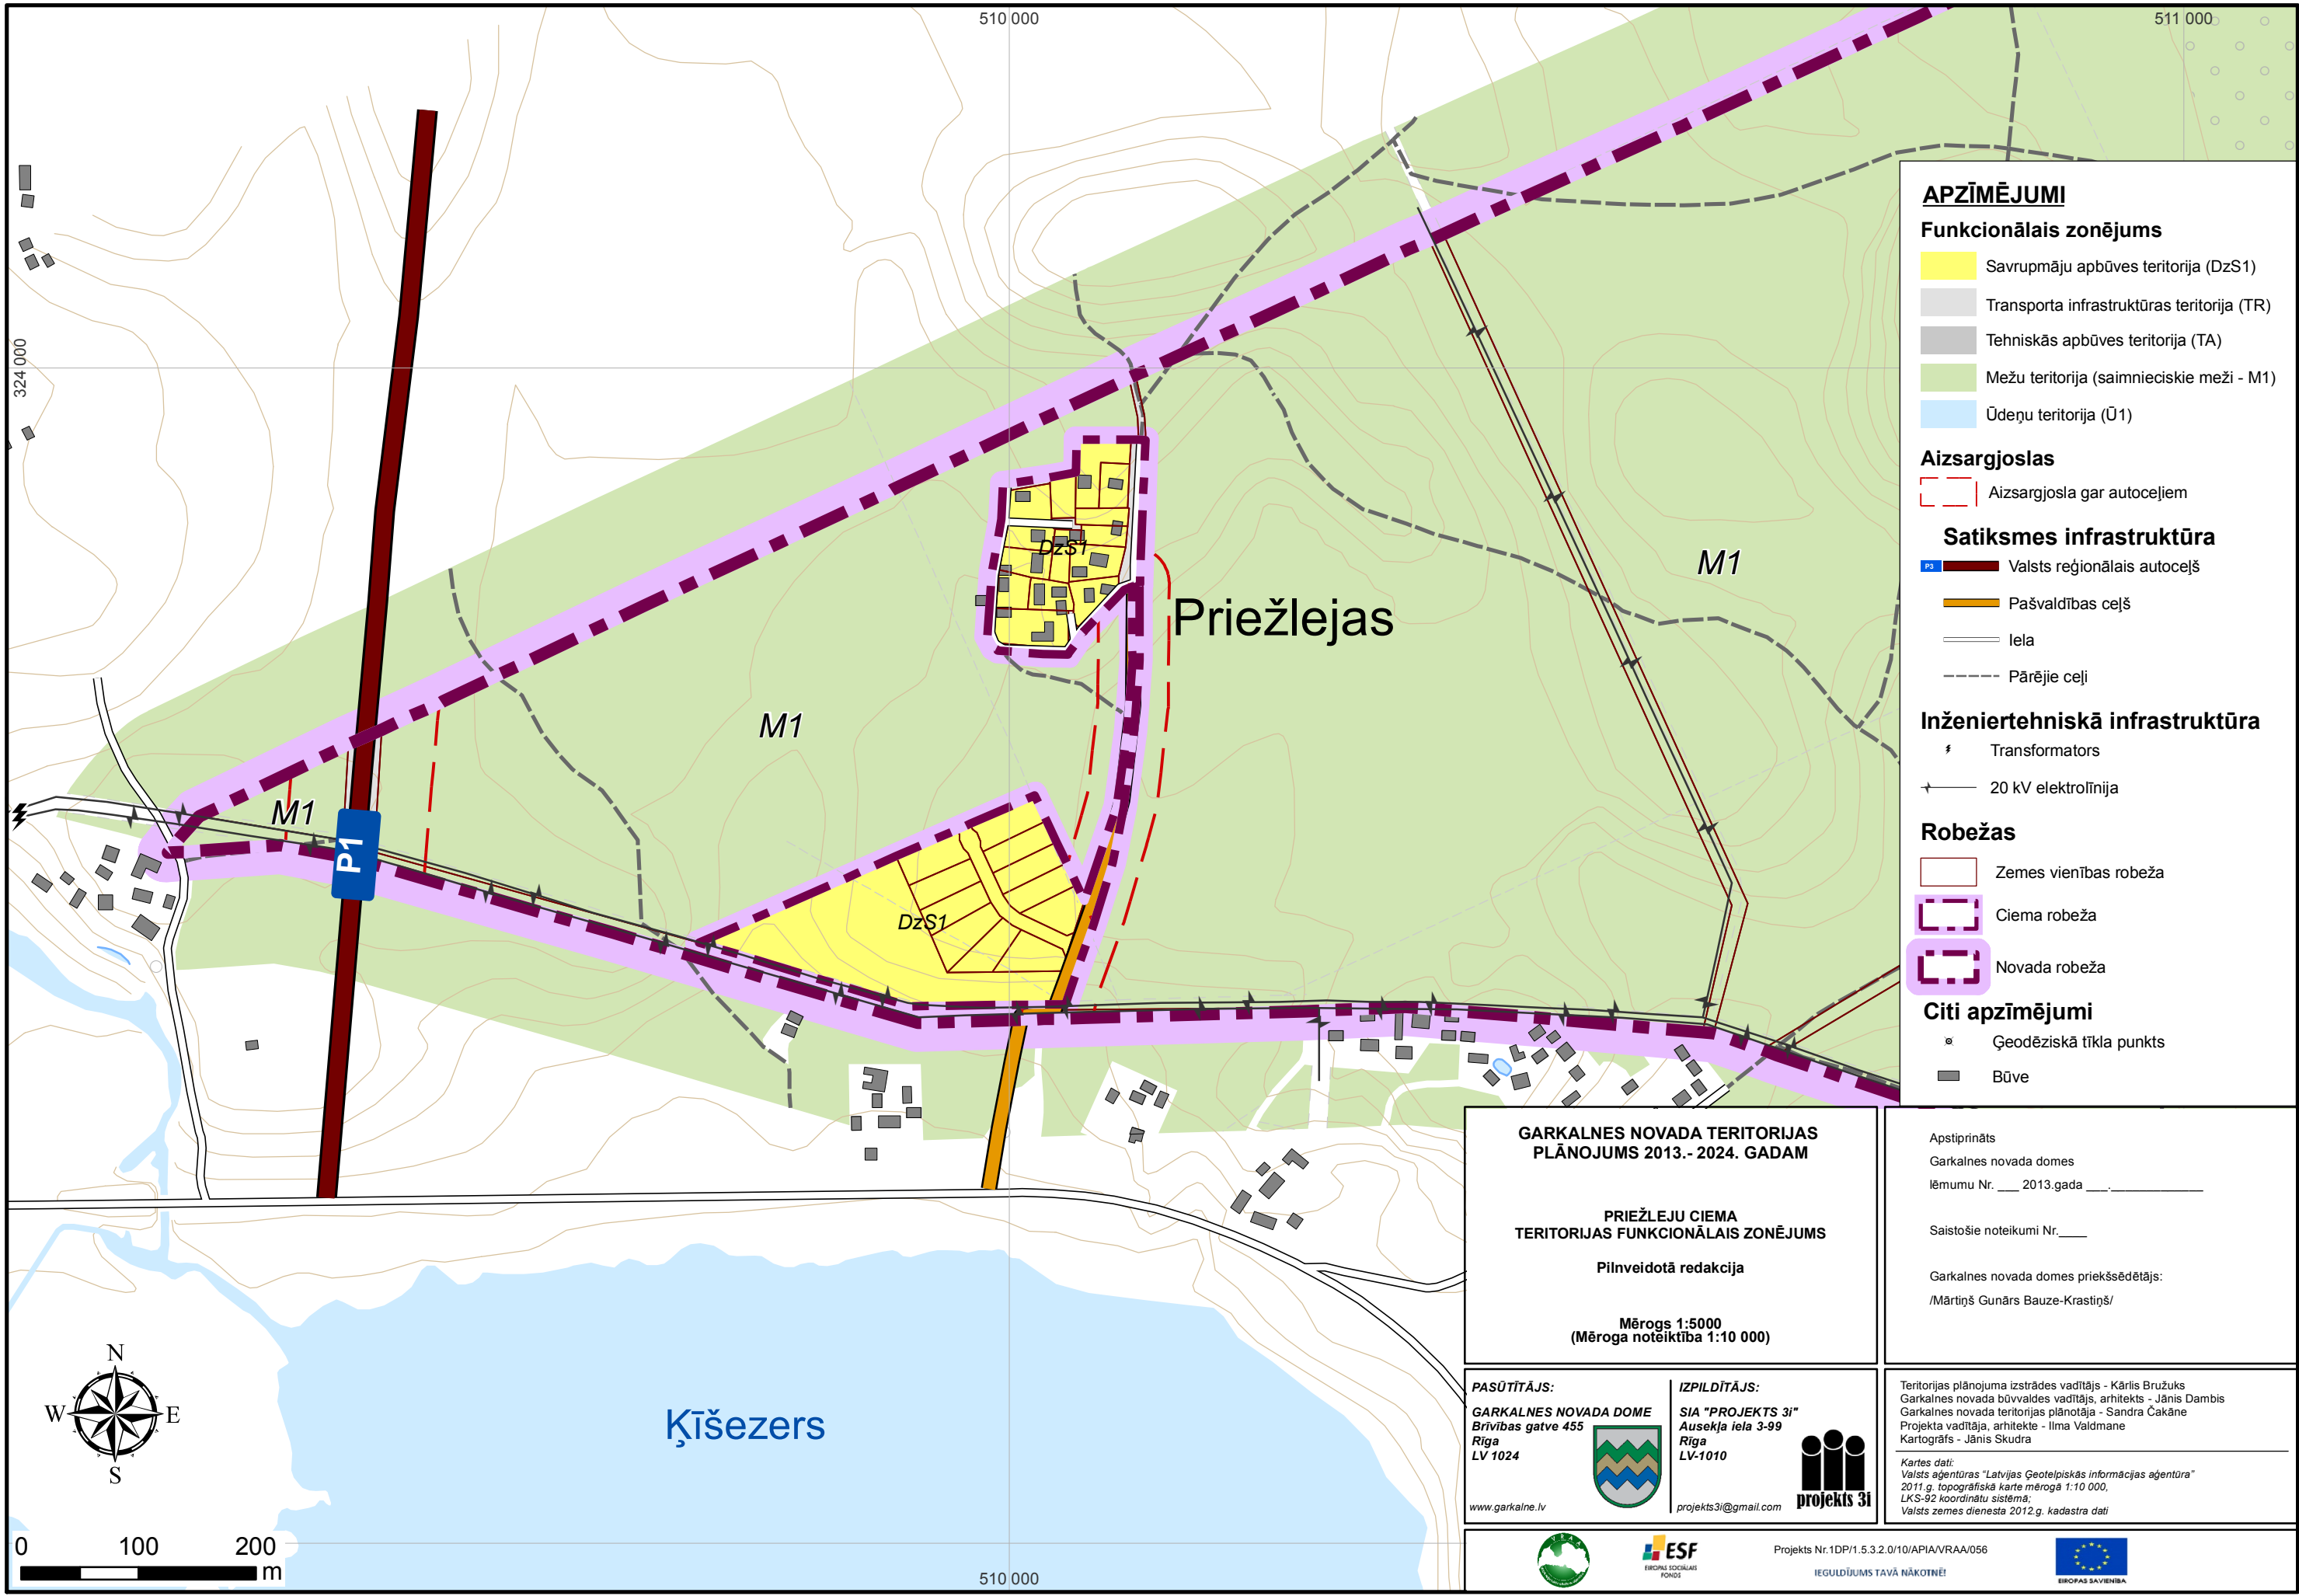 510 000
511 000
324 000
APZĪMĒJUMI
Funkcionālais zonējums
Savrupmāju apbūves teritorija (DzS1)
Transporta infrastruktūras teritorija (TR)
Tehniskās apbūves teritorija (TA)
Mežu teritorija (saimnieciskie meži - M1)
Ūdeņu teritorija (Ū1)
Aizsargjoslas
Aizsargjosla gar autoceļiem
Satiksmes infrastruktūra
P3 Valsts reģionālais autoceļš
Pašvaldības ceļš
Iela
Pārējie ceļi
Inženiertehniskā infrastruktūra
Transformators
20 kV elektrolīnija
Robežas
Zemes vienības robeža
Ciema robeža
Novada robeža
Citi apzīmējumi
Ģeodēziskā tīkla punkts
Būve
DzS1
M1
Priežlejas
M1
M1
P1
DzS1
Ķīšezers
N
W E
S
0 100 200
m
510 000
GARKALNES NOVADA TERITORIJAS
PLĀNOJUMS 2013.- 2024. GADAM
PRIEŽLEJU CIEMA
TERITORIJAS FUNKCIONĀLAIS ZONĒJUMS
Pilnveidotā redakcija
Mērogs 1:5000
(Mēroga noteiktība 1:10 000)
Apstiprināts
Garkalnes novada domes
lēmumu Nr. ___ 2013.gada ___._____________
Saistošie noteikumi Nr.____
Garkalnes novada domes priekšsēdētājs:
/Mārtiņš Gunārs Bauze-Krastiņš/
PASŪTĪTĀJS:
GARKALNES NOVADA DOME
Brīvības gatve 455
Rīga
LV 1024
www.garkalne.lv
IZPILDĪTĀJS:
SIA "PROJEKTS 3i"
Ausekļa iela 3-99
Rīga
LV-1010
projekts3i@gmail.com
projekts 3i
Teritorijas plānojuma izstrādes vadītājs - Kārlis Bružuks
Garkalnes novada būvvaldes vadītājs, arhitekts - Jānis Dambis
Garkalnes novada teritorijas plānotāja - Sandra Čakāne
Projekta vadītāja, arhitekte - Ilma Valdmane
Kartogrāfs - Jānis Skudra
Kartes dati:
Valsts aģentūras "Latvijas Ģeotelpiskās informācijas aģentūra"
2011.g. topogrāfiskā karte mērogā 1:10 000,
LKS-92 koordinātu sistēmā;
Valsts zemes dienesta 2012.g. kadastra dati
VRAA
ESF
EIROPAS SOCIĀLAIS
FONDS
Projekts Nr.1DP/1.5.3.2.0/10/APIA/VRAA/056
IEGULDĪJUMS TAVĀ NĀKOTNĒ!
EIROPAS SAVIENĪBA